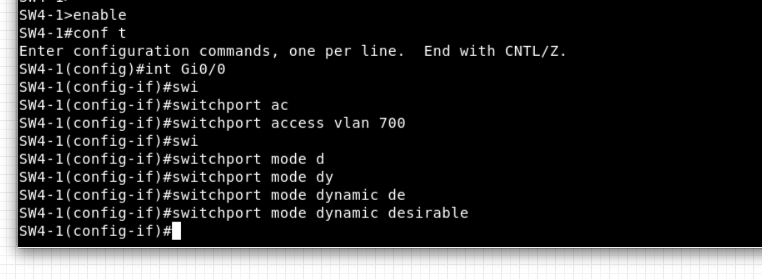 SW4-1>enable
SW4-1#conf t
Enter configuration commands, one per line.  End with CNTL/Z.
SW4-1(config)#int Gi0/0
SW4-1(config-if)#swi
SW4-1(config-if)#switchport ac
SW4-1(config-if)#switchport access vlan 700
SW4-1(config-if)#swi
SW4-1(config-if)#switchport mode d
SW4-1(config-if)#switchport mode dy
SW4-1(config-if)#switchport mode dynamic de
SW4-1(config-if)#switchport mode dynamic desirable
SW4-1(config-if)#